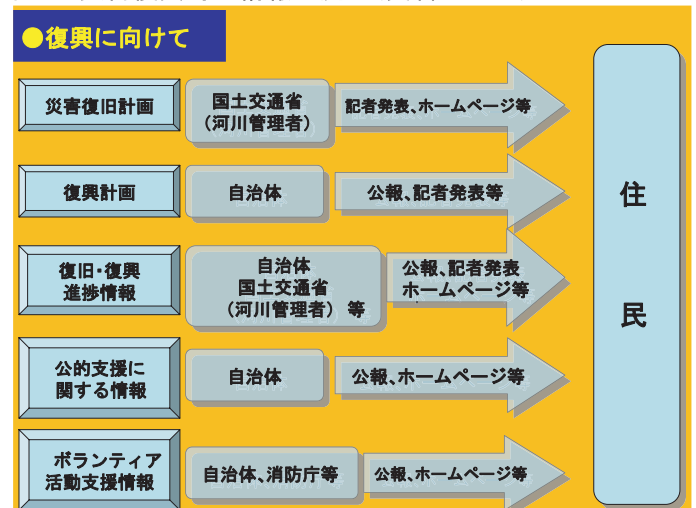 ●復興に向けて
災害復旧計画
国土交通省
(河川管理者)
記者発表、ホームページ等
復興計画
自治体
公報、記者発表等
復旧・復興
進捗情報
自治体
国土交通省
(河川管理者) 等
公報、記者発表
ホームページ等
公的支援に
関する情報
自治体
公報、ホームページ等
ボランティア
活動支援情報
自治体、消防庁等
公報、ホームページ等
住
民